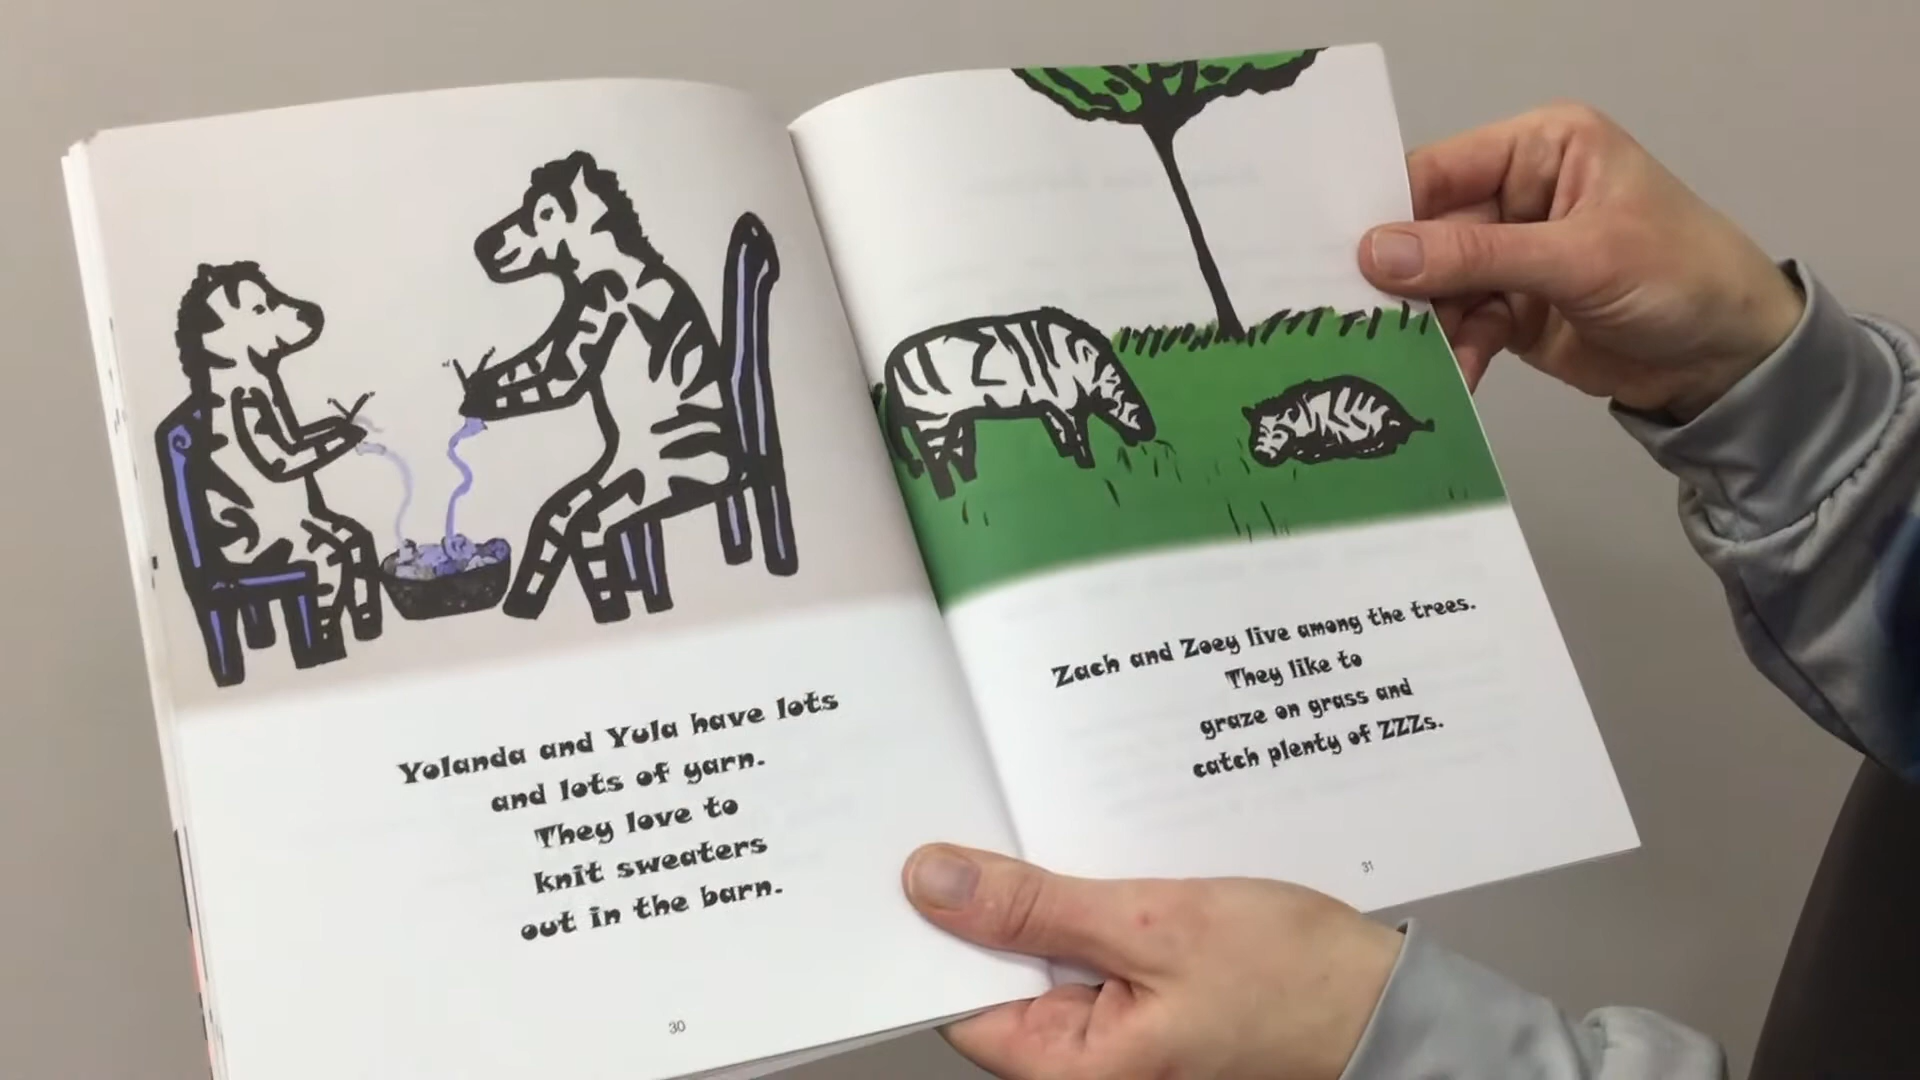 Yolanda and Yula have lots
and lots of yarn.
They love to
knit sweaters
out in the barn.
30
Zach and Zoey live among the trees.
They like to
graze on grass and
catch plenty of ZZZs.
31